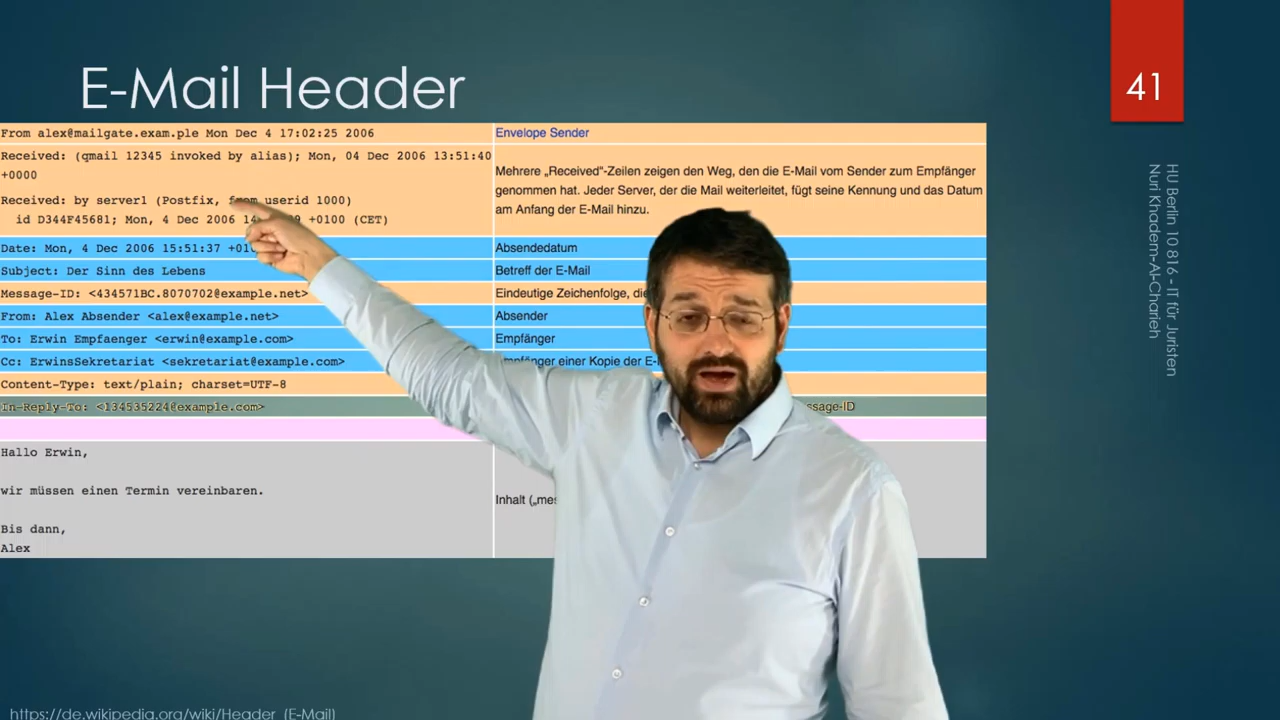 E-Mail Header
41
From alex@mailgate.exam.ple Mon Dec 4 17:02:25 2006
Envelope Sender
Received: (qmail 12345 invoked by alias); Mon, 04 Dec 2006 13:51:40
+0000
Received: by server1 (Postfix, from userid 1000)
id D344F45681; Mon, 4 Dec 2006 +0100 (CET)
Mehrere „Received"-Zeilen zeigen den Weg, den die E-Mail vom Sender zum Empfänger
genommen hat. Jeder Server, der die Mail weiterleitet, fügt seine Kennung und das Datum
am Anfang der E-Mail hinzu.
Date: Mon, 4 Dec 2006 15:51:37
Absendedatum
Subject: Der Sinn des Lebens
Betreff der E-Mail
Message-ID: <434571BC.8070702@example.net>
Eindeutige Zeichenfolge,
From: Alex Absender <alex@example.net>
Absender
To: Erwin Empfaenger <erwin@example.com>
Empfänger
Cc: ErwinsSekretariat <sekretariat@example.com>
Empfänger einer Kopie der
Content-Type: text/plain; charset=UTF-8
In-Reply-To: <134535224@example.com>
Hallo Erwin,
wir müssen einen Termin vereinbaren.
Bis dann,
Alex
Inhalt
HU Berlin 10 816 - IT für Juristen
Nuri Khadem-Al-Charieh
https://de.wikipedia.org/wiki/Header_(E-Mail)